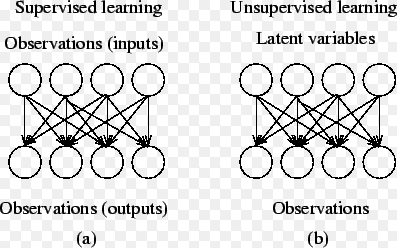 Supervised learning
Observations (inputs)
Observations (outputs)
(a)
Unsupervised learning
Latent variables
Observations
(b)